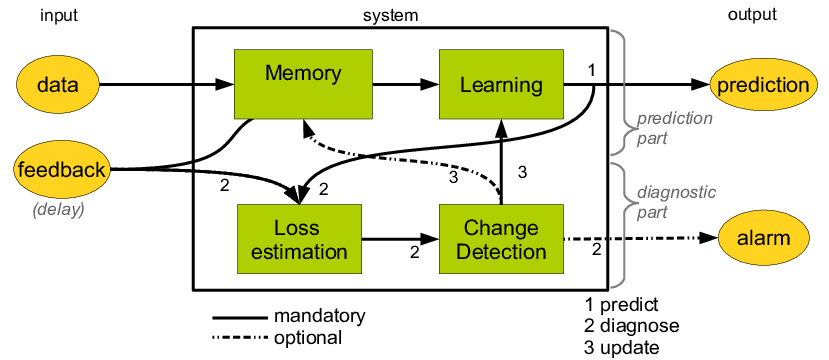 input
system
output
data
Memory
Learning
1
prediction
prediction
part
feedback
(delay)
2
2
3
3
diagnostic
part
Loss
estimation
2
Change
Detection
2
alarm
mandatory
optional
1 predict
2 diagnose
3 update